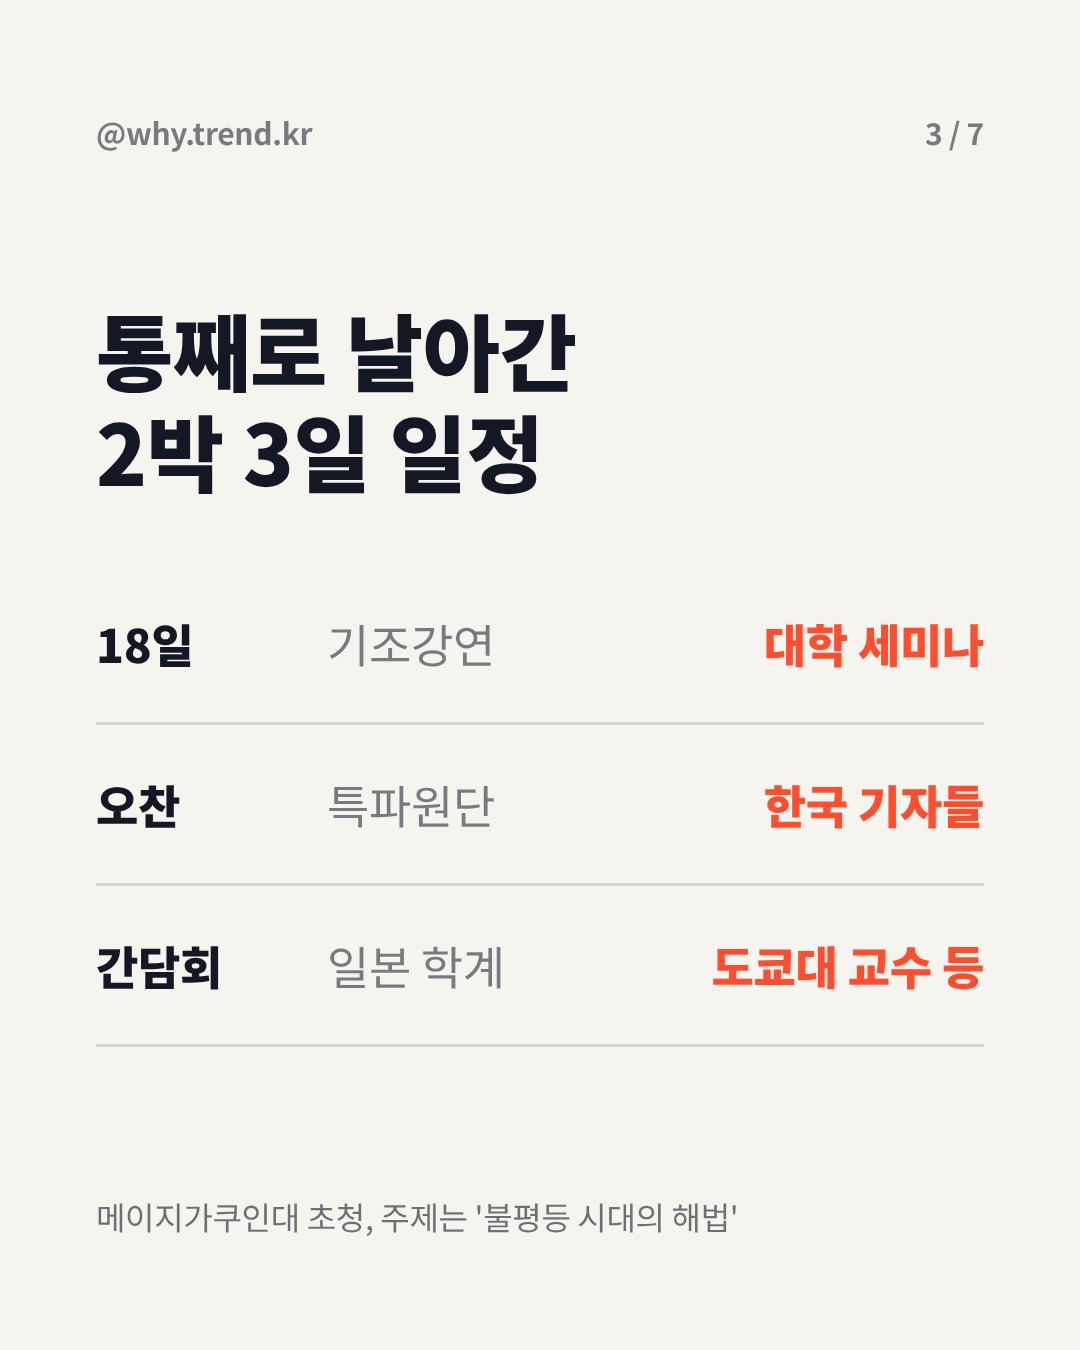 @why.trend.kr 3 / 7
통째로 날아간
2박 3일 일정
18일 기조강연 대학 세미나
오찬 특파원단 한국 기자들
간담회 일본 학계 도쿄대 교수 등
메이지가쿠인대 초청, 주제는 '불평등 시대의 해법'